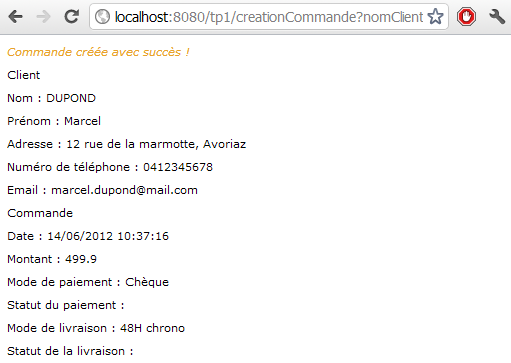 localhost:8080/tp1/creationCommande?nomClient
Commande créée avec succès !
Client
Nom : DUPOND
Prénom : Marcel
Adresse : 12 rue de la marmotte, Avoriaz
Numéro de téléphone : 0412345678
Email : marcel.dupond@mail.com
Commande
Date : 14/06/2012 10:37:16
Montant : 499.9
Mode de paiement : Chèque
Statut du paiement :
Mode de livraison : 48H chrono
Statut de la livraison :